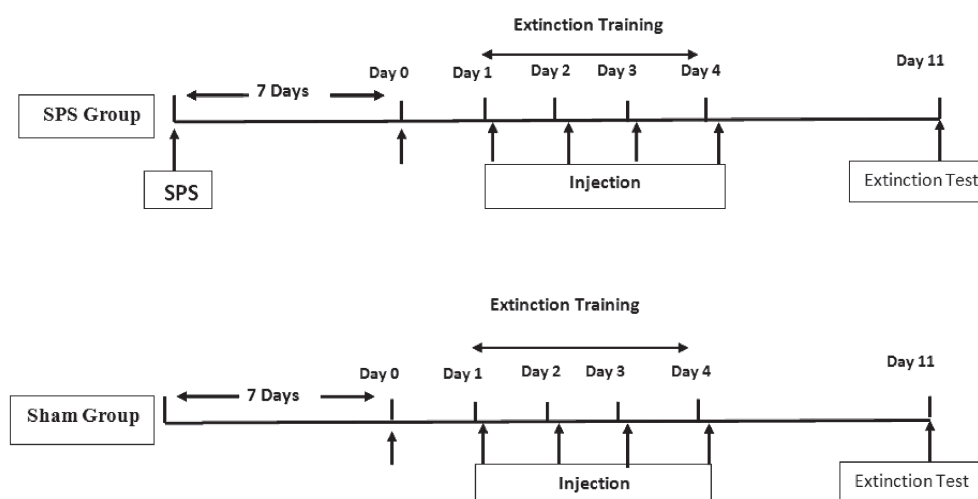 Extinction Training
Day 0 Day 1 Day 2 Day 3 Day 4 Day 11
7 Days
SPS Group
SPS
Injection
Extinction Test
Extinction Training
Day 0 Day 1 Day 2 Day 3 Day 4 Day 11
7 Days
Sham Group
Injection
Extinction Test